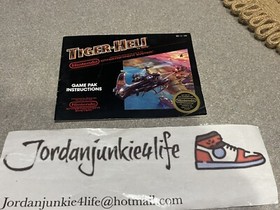 TIGER-HELI
Nintendo
GAME PAK
INSTRUCTIONS
Nintendo
Jordanjunkie4life
Jordanjunkie4life@hotmail.com